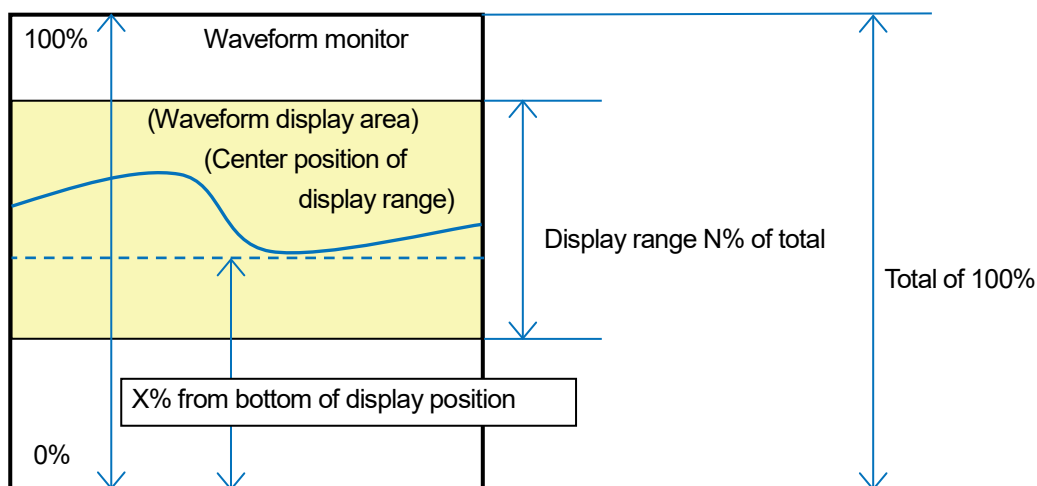 100%
Waveform monitor
(Waveform display area)
(Center position of
display range)
Display range N% of total
Total of 100%
X% from bottom of display position
0%